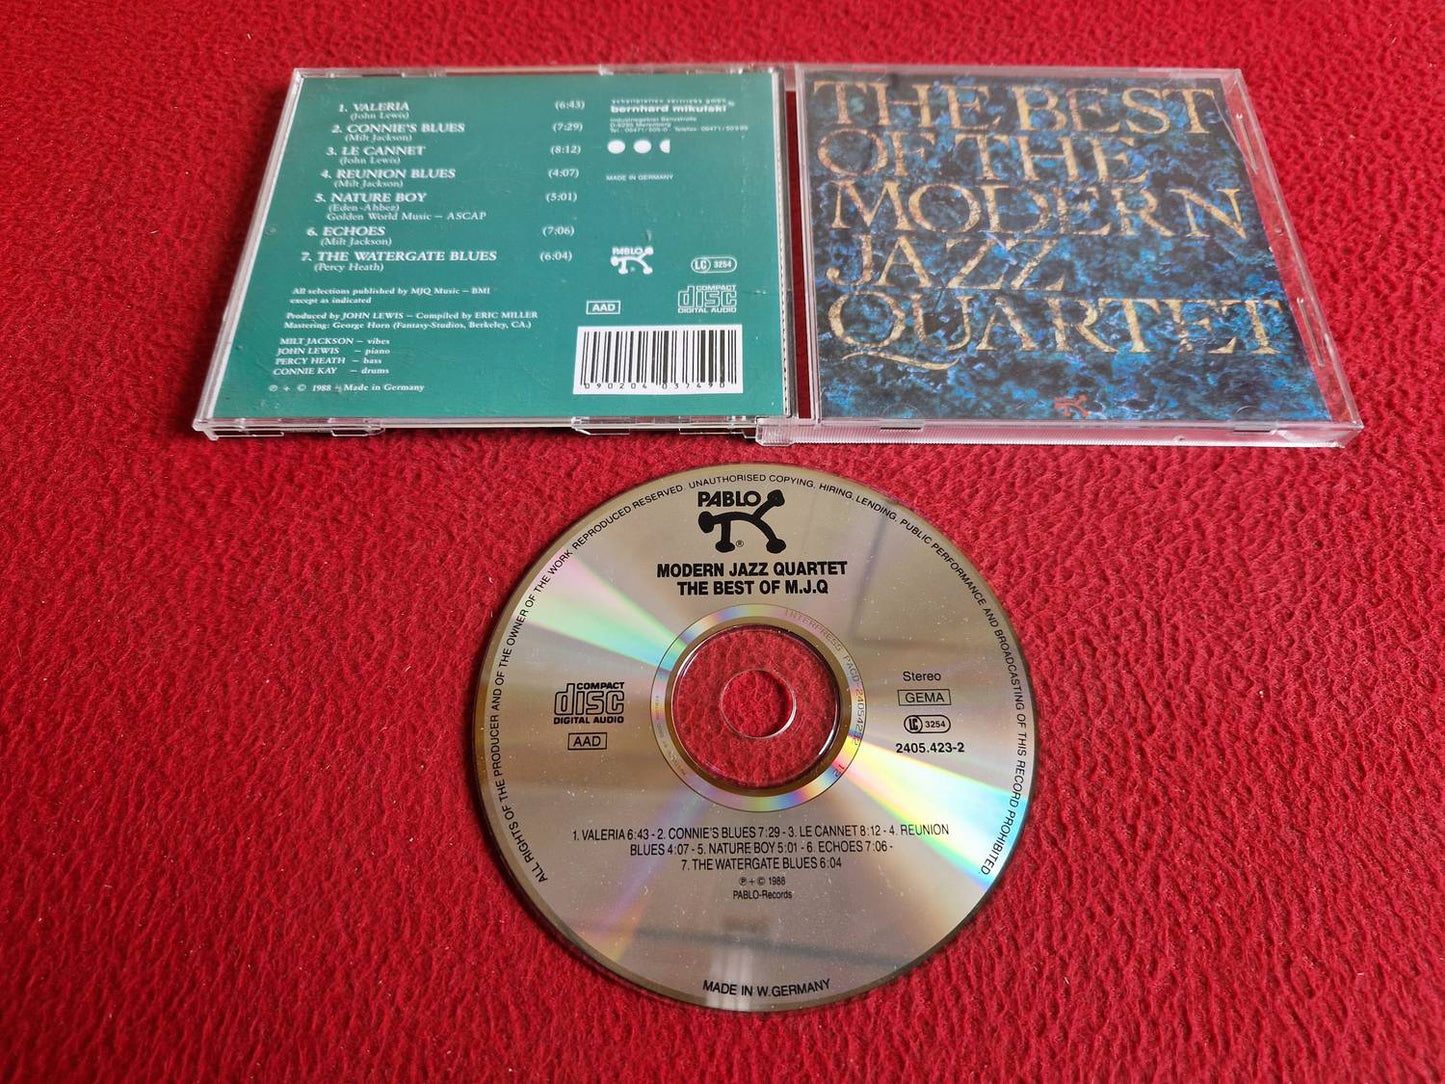 1. VALERIA (6:43)
(John Lewis)
2. CONNIE'S BLUES (7:29)
(Milt Jackson)
3. LE CANNET (8:12)
(John Lewis)
4. REUNION BLUES (4:07)
(Milt Jackson)
5. NATURE BOY (5:01)
(Eden-Ahbez)
Golden World Music – ASCAP
6. ECHOES (7:06)
(Milt Jackson)
7. THE WATERGATE BLUES (6:04)
(Percy Heath)
All selections published by MJQ Music – BMI
except as indicated
Produced by JOHN LEWIS – Compiled by ERIC MILLER
Mastering: George Horn (Fantasy-Studios, Berkeley, CA.)
MILT JACKSON – vibes
JOHN LEWIS – piano
PERCY HEATH – bass
CONNIE KAY – drums
℗ + © 1988 – Made in Germany
bernhard mikulski
MADE IN GERMANY
PABLO
LC 3254
AAD
COMPACT
disc
DIGITAL AUDIO
090204 037490
THE BEST
OF THE
MODERN
JAZZ
QUARTET
ALL RIGHTS OF THE PRODUCER AND OF THE OWNER OF THE WORK REPRODUCED RESERVED. UNAUTHORISED COPYING, HIRING, LENDING, PUBLIC PERFORMANCE AND BROADCASTING OF THIS RECORD PROHIBITED.
PABLO
®
MODERN JAZZ QUARTET
THE BEST OF M.J.Q
COMPACT
disc
DIGITAL AUDIO
AAD
Stereo
GEMA
LC 3254
2405.423-2
1. VALERIA 6:43 - 2. CONNIE'S BLUES 7:29 - 3. LE CANNET 8:12 - 4. REUNION
BLUES 4:07 - 5. NATURE BOY 5:01 - 6. ECHOES 7:06 -
7. THE WATERGATE BLUES 6:04
℗ + © 1988
PABLO-Records
MADE IN W. GERMANY
INTERPRESS